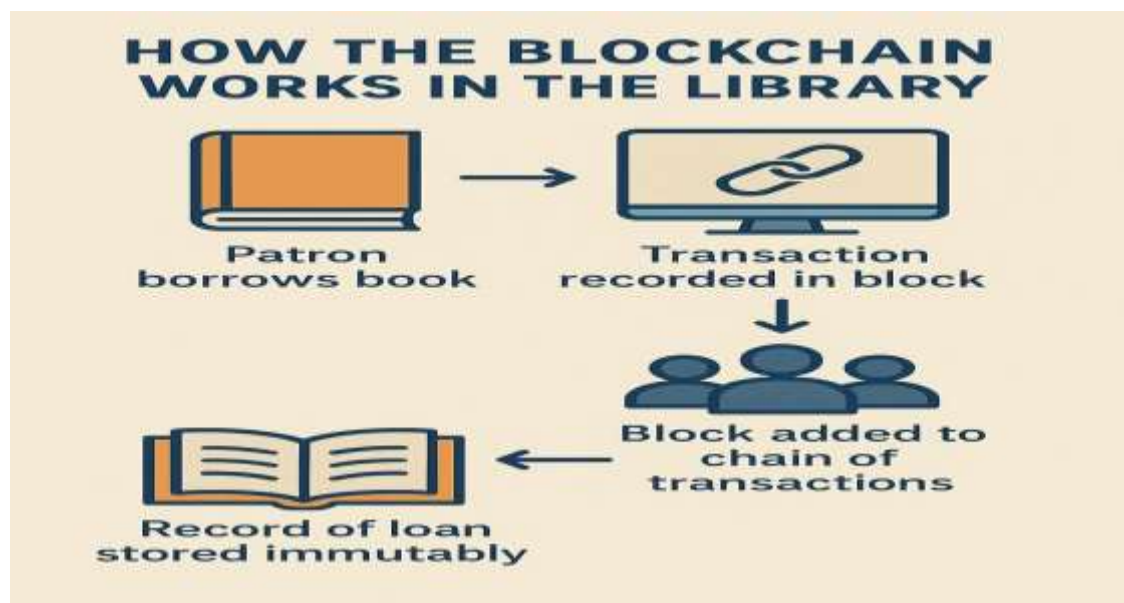 HOW THE BLOCKCHAIN
WORKS IN THE LIBRARY
Patron
borrows book
Transaction
recorded in block
Block added to
chain of
transactions
Record of loan
stored immutably